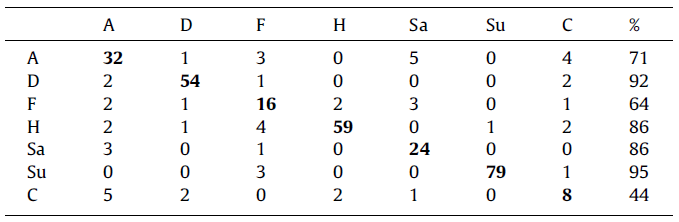 A D F H Sa Su C %
A 32 1 3 0 5 0 4 71
D 2 54 1 0 0 0 2 92
F 2 1 16 2 3 0 1 64
H 2 1 4 59 0 1 2 86
Sa 3 0 1 0 24 0 0 86
Su 0 0 3 0 0 79 1 95
C 5 2 0 2 1 0 8 44